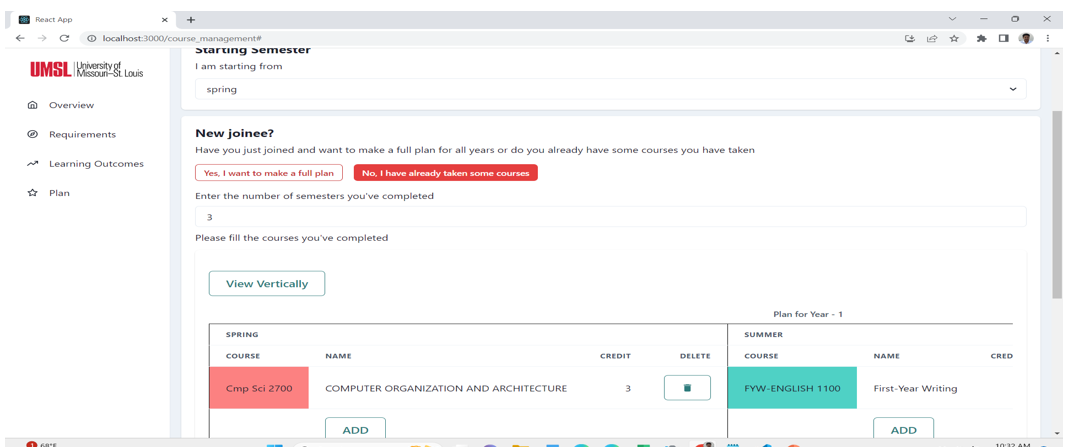 React App
localhost:3000/course_management#
UMSL University of Missouri–St. Louis
Overview
Requirements
Learning Outcomes
Plan
Starting Semester
I am starting from
spring
New joinee?
Have you just joined and want to make a full plan for all years or do you already have some courses you have taken
Yes, I want to make a full plan No, I have already taken some courses
Enter the number of semesters you've completed
3
Please fill the courses you've completed
View Vertically
Plan for Year - 1
SPRING SUMMER
COURSE NAME CREDIT DELETE COURSE NAME CRED
Cmp Sci 2700 COMPUTER ORGANIZATION AND ARCHITECTURE 3 FYW-ENGLISH 1100 First-Year Writing
ADD ADD
1 68°F 10:32 AM